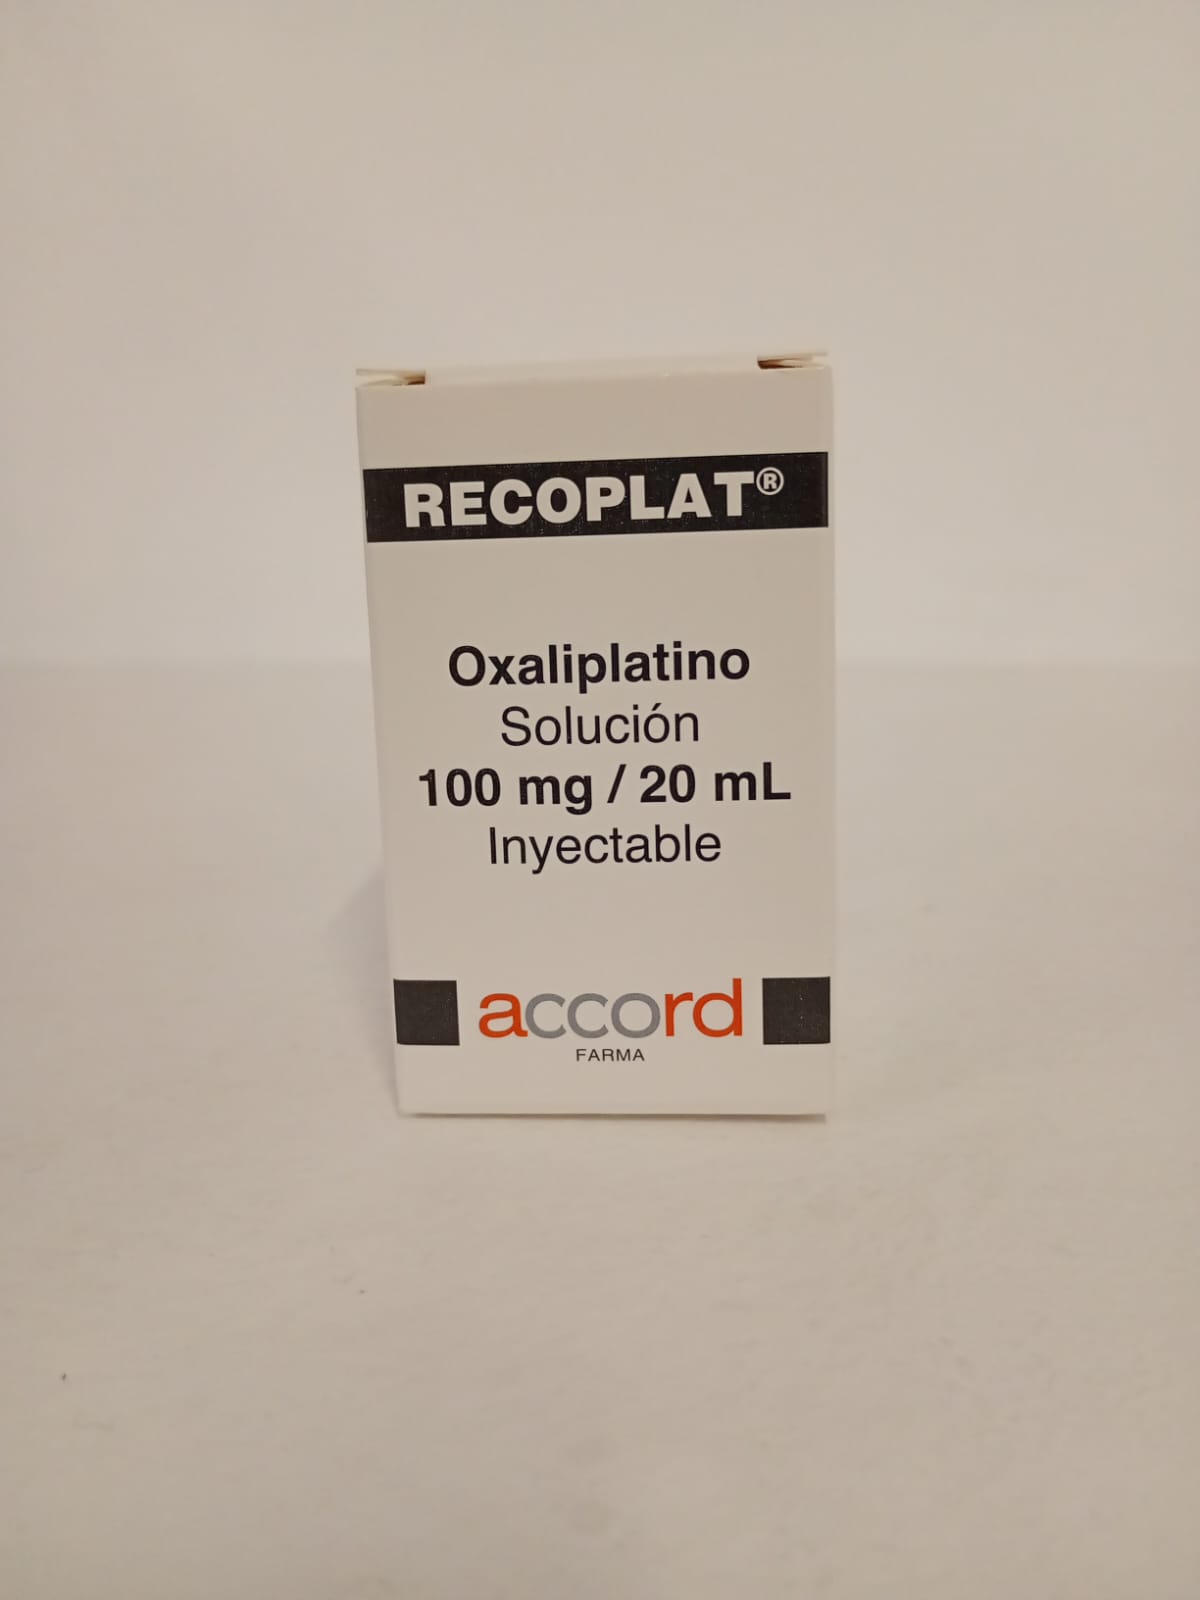 RECOPLAT®
Oxaliplatino
Solución
100 mg / 20 mL
Inyectable
accord
FARMA